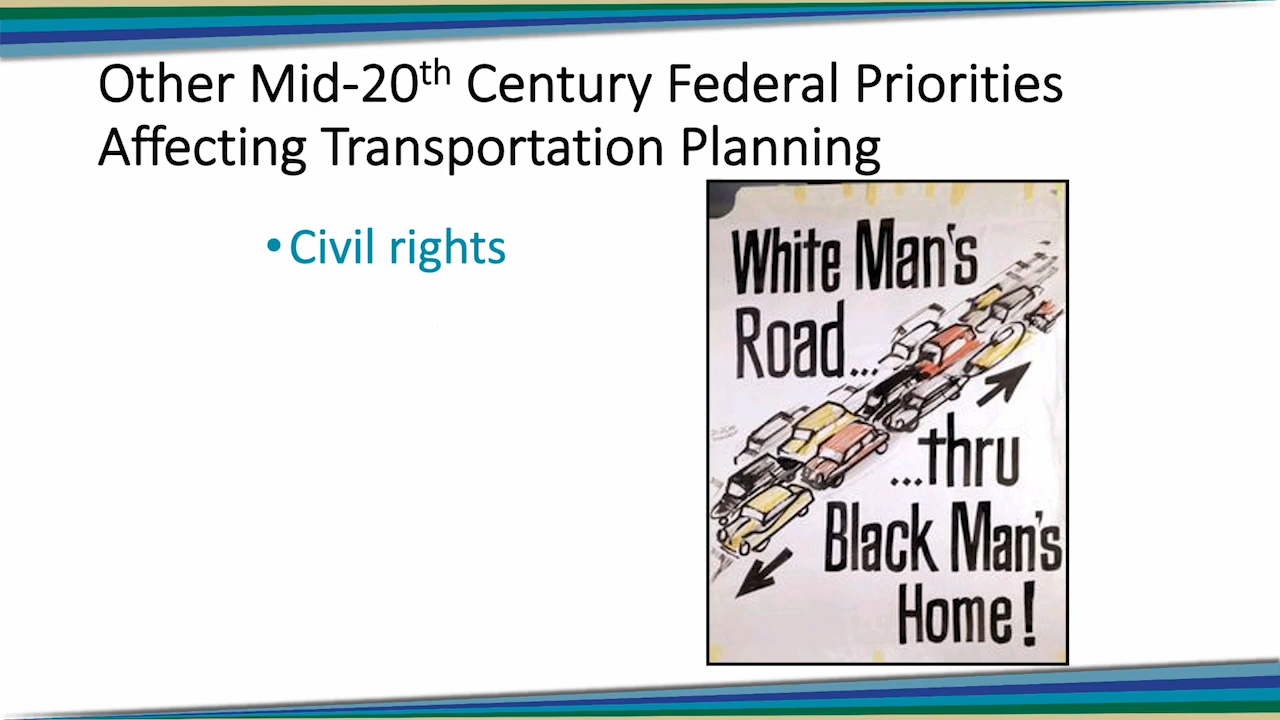 Other Mid-20th Century Federal Priorities
Affecting Transportation Planning
•Civil rights
White Man's
Road...
...thru
Black Man's
Home!